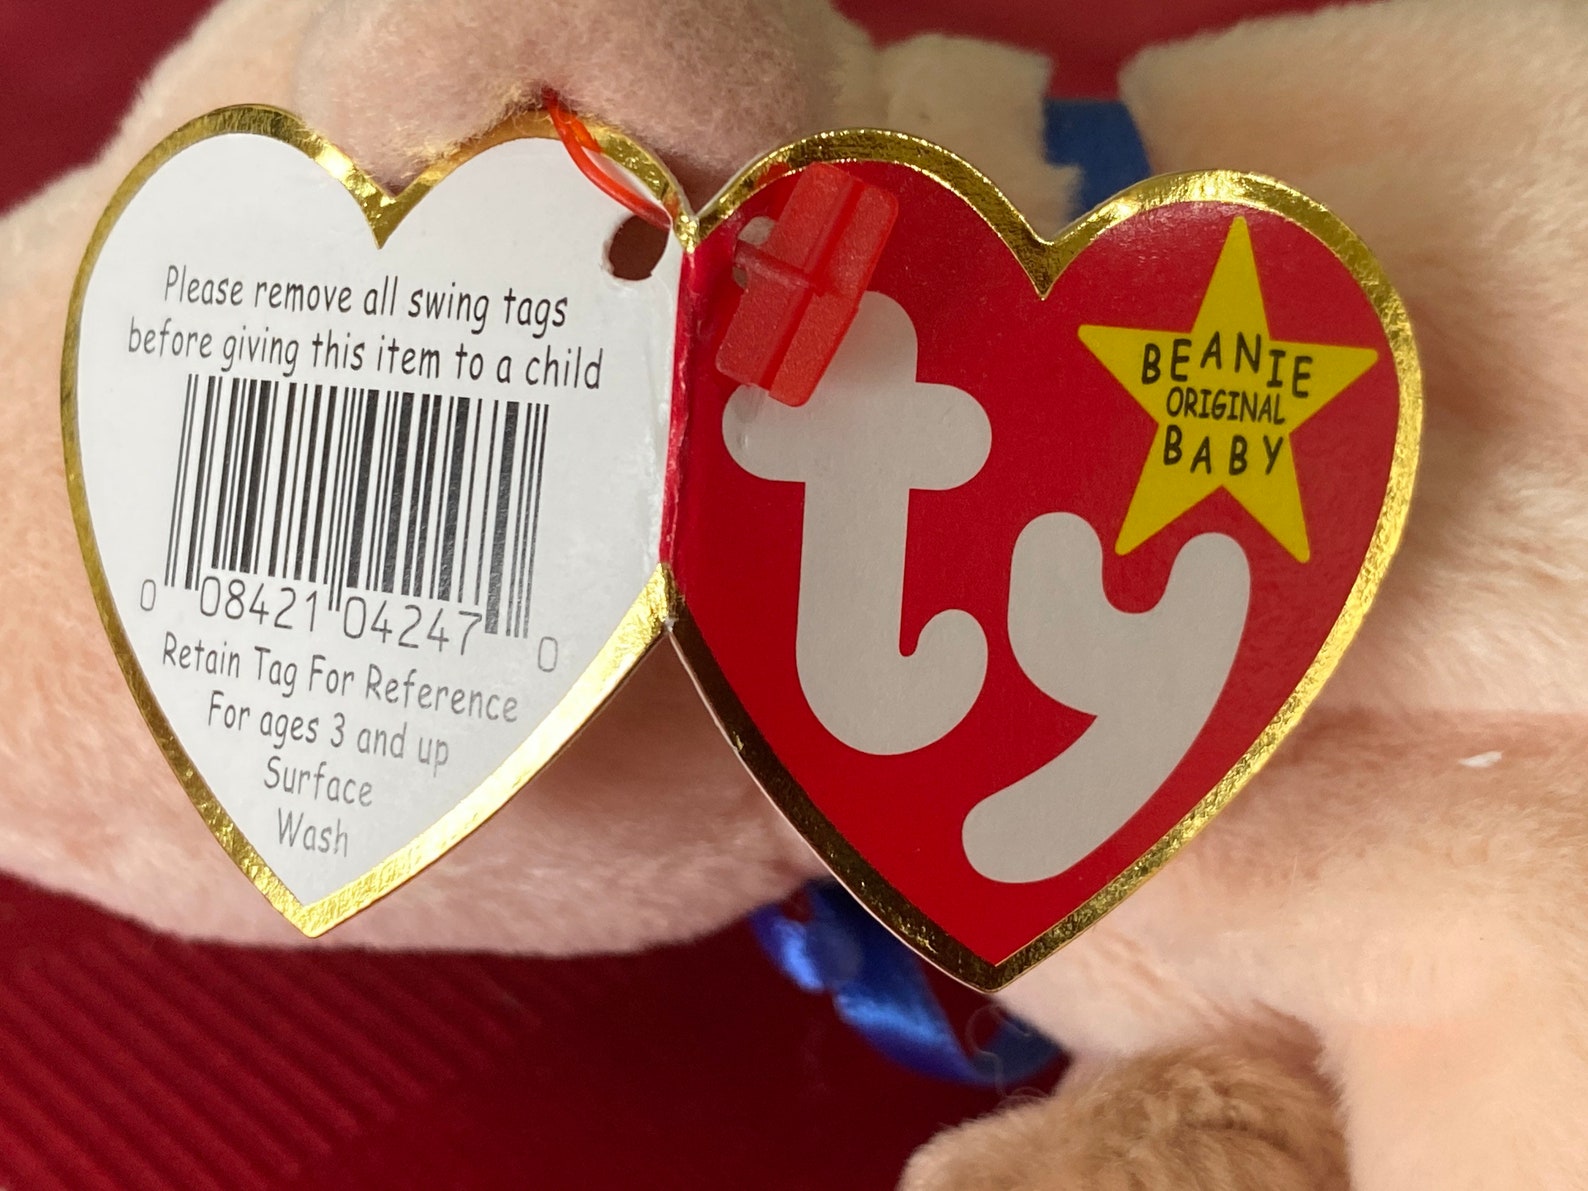 Please remove all swing tags
before giving this item to a child
0 08421 04247 0
Retain Tag For Reference
For ages 3 and up
Surface
Wash
ty
BEANIE
ORIGINAL
BABY